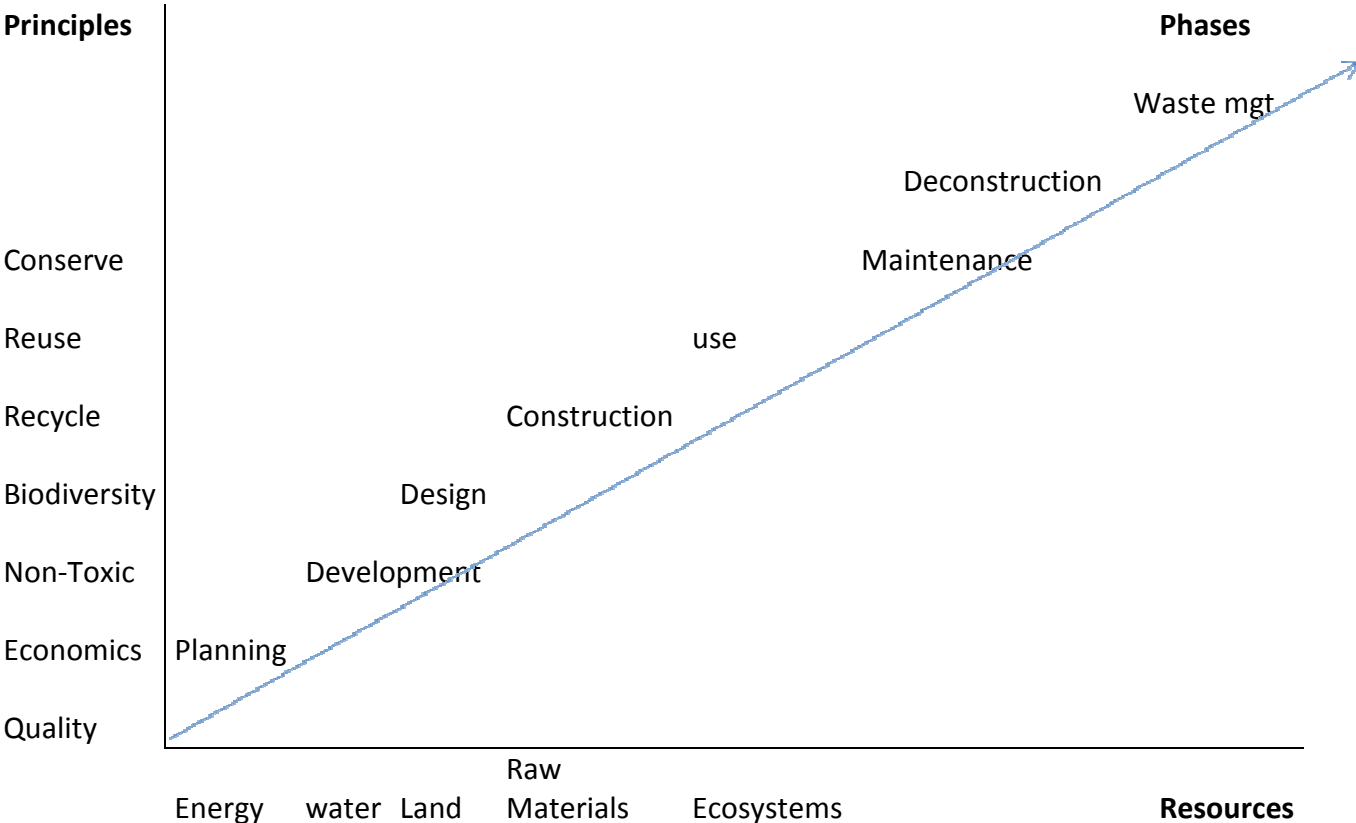 Principles Phases
Waste mgt
Deconstruction
Conserve Maintenance
Reuse use
Recycle Construction
Biodiversity Design
Non-Toxic Development
Economics Planning
Quality
Raw
Energy water Land Materials Ecosystems Resources